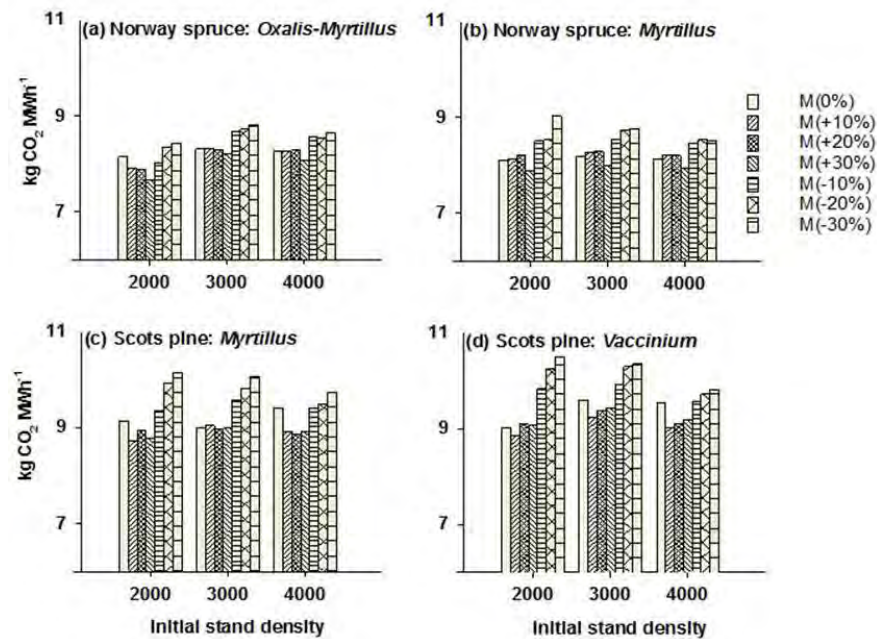 11
(a) Norway spruce: Oxalis-Myrtillus
9
7
kg CO2 MWh-1
2000 3000 4000
11
(b) Norway spruce: Myrtillus
9
7
2000 3000 4000
M(0%)
M(+10%)
M(+20%)
M(+30%)
M(-10%)
M(-20%)
M(-30%)
11
(c) Scots pine: Myrtillus
9
7
kg CO2 MWh-1
2000 3000 4000
Initial stand density
11
(d) Scots pine: Vaccinium
9
7
2000 3000 4000
Initial stand density